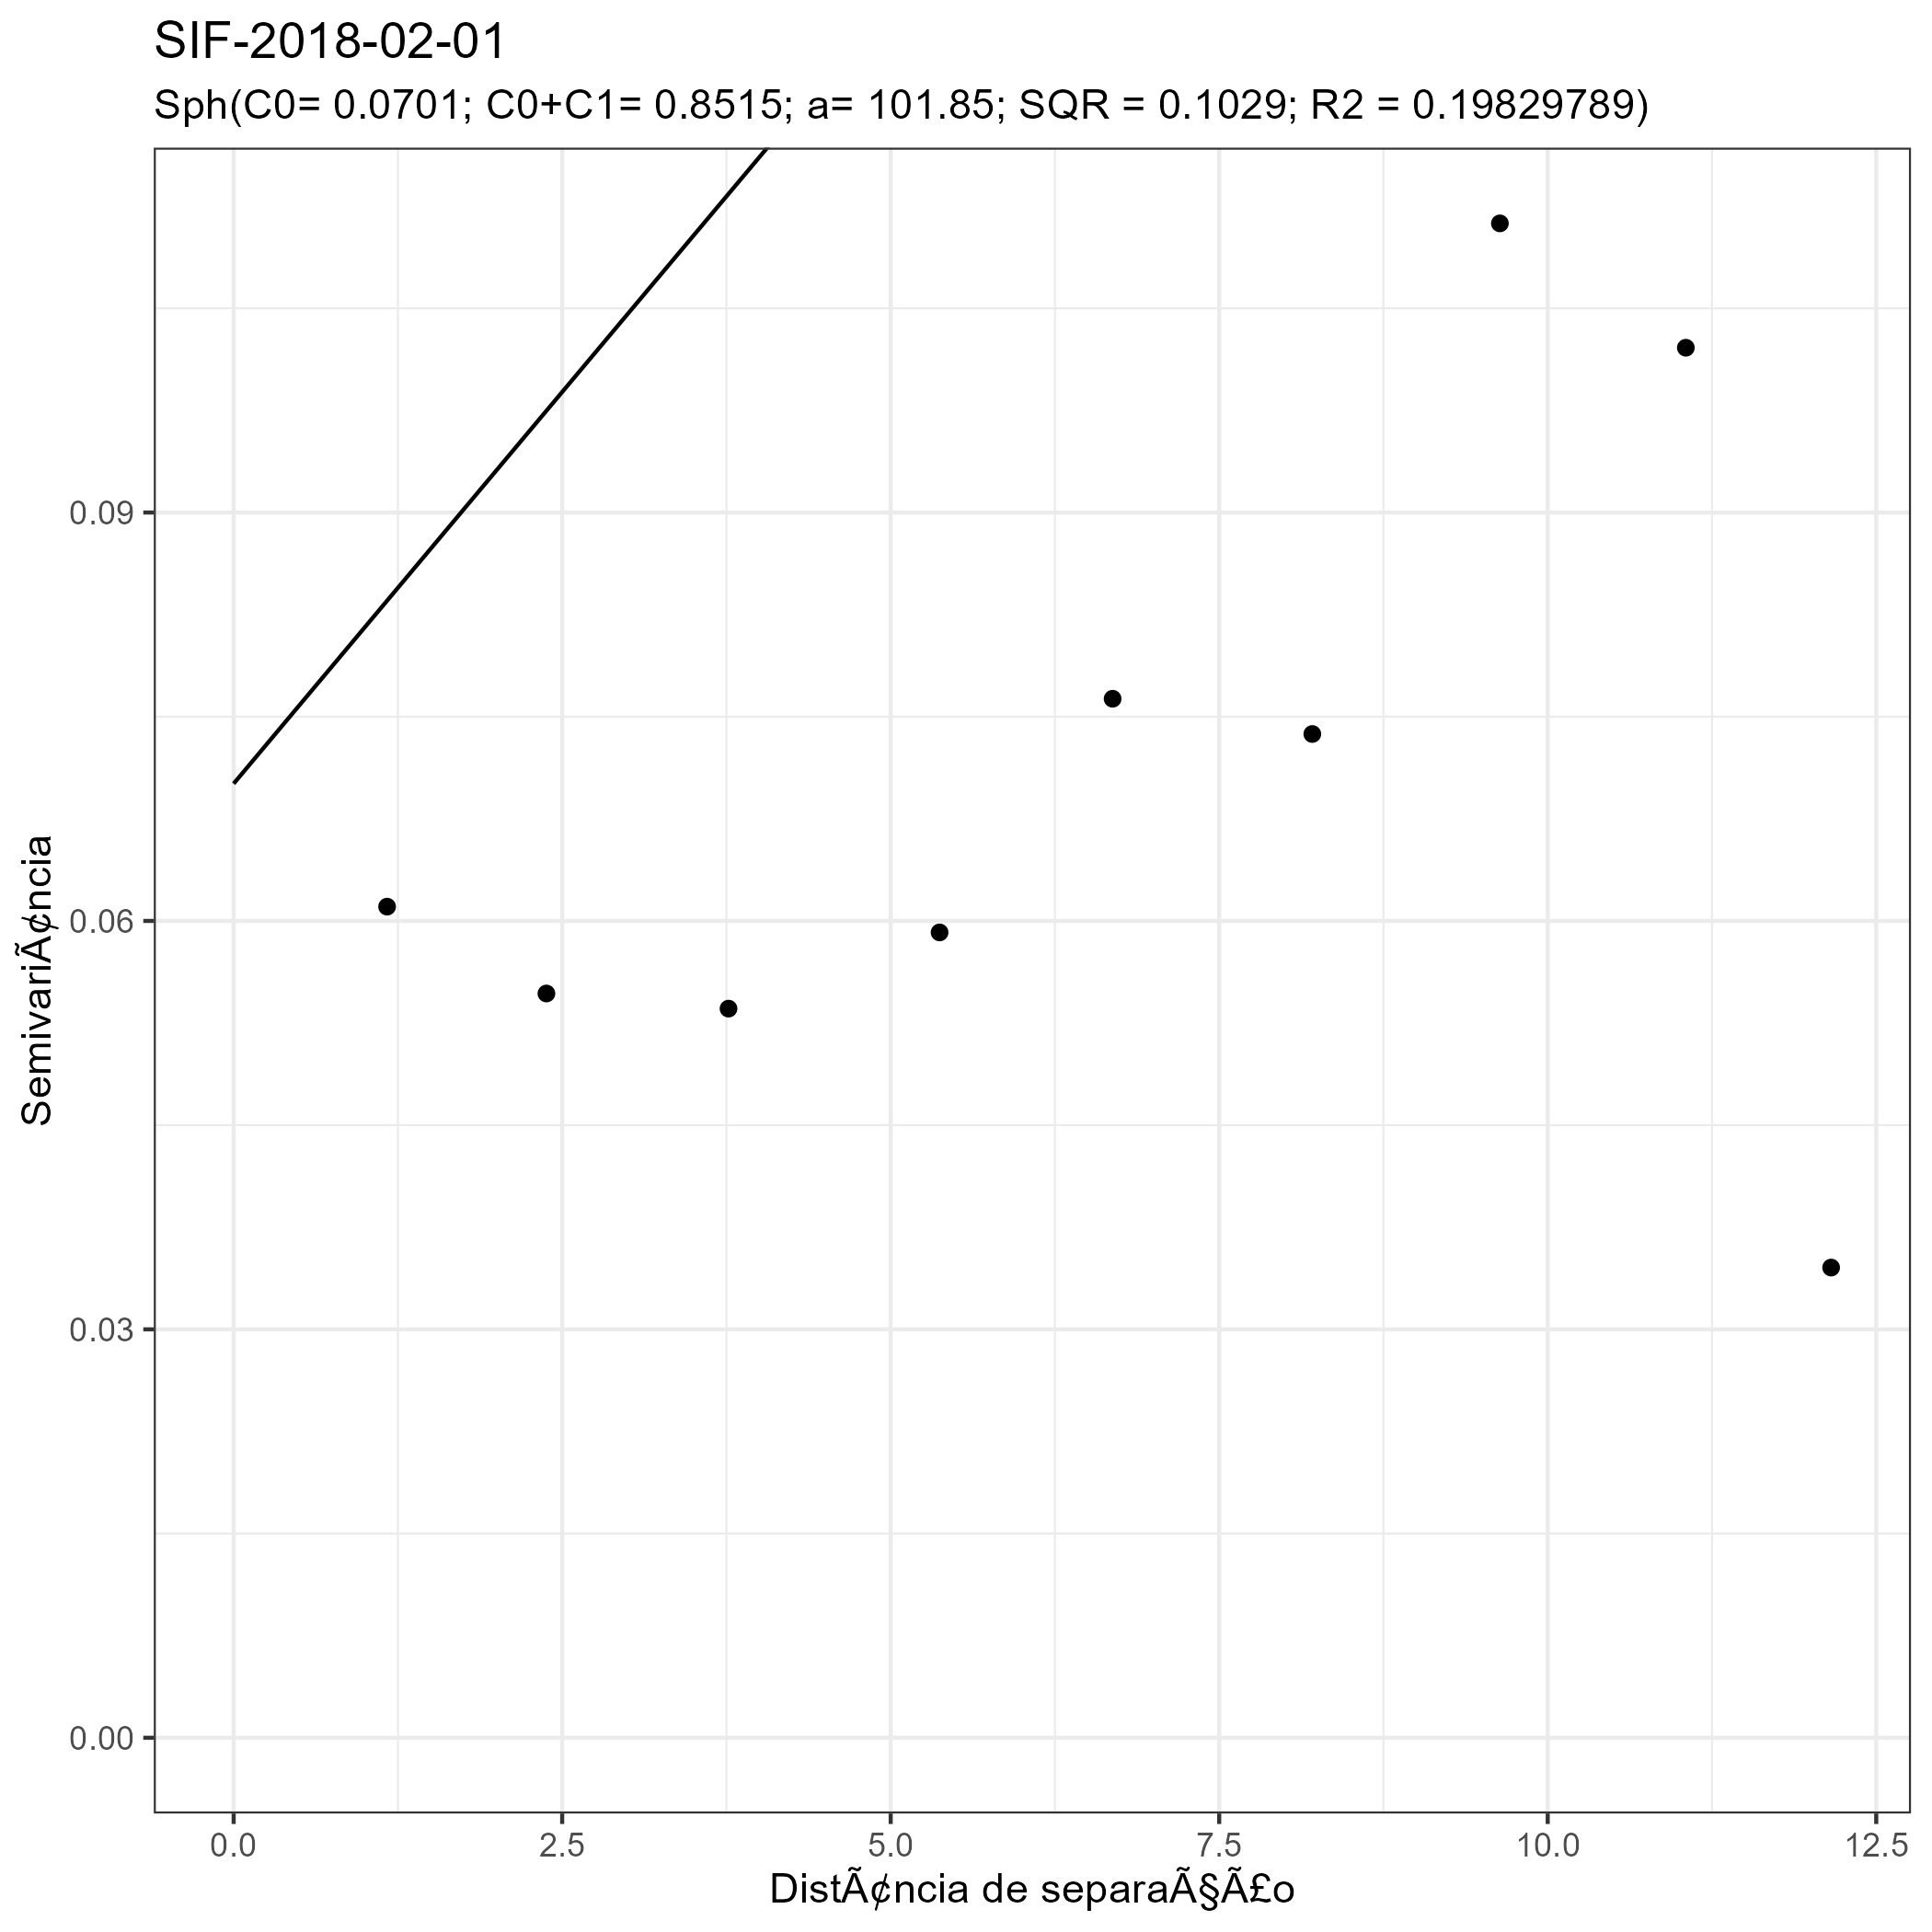 SIF-2018-02-01
Sph(C0= 0.0701; C0+C1= 0.8515; a= 101.85; SQR = 0.1029; R2 = 0.19829789)
SemivariÃ¢ncia
0.09
0.06
0.03
0.00
0.0 2.5 5.0 7.5 10.0 12.5
DistÃ¢ncia de separaÃ§Ã£o